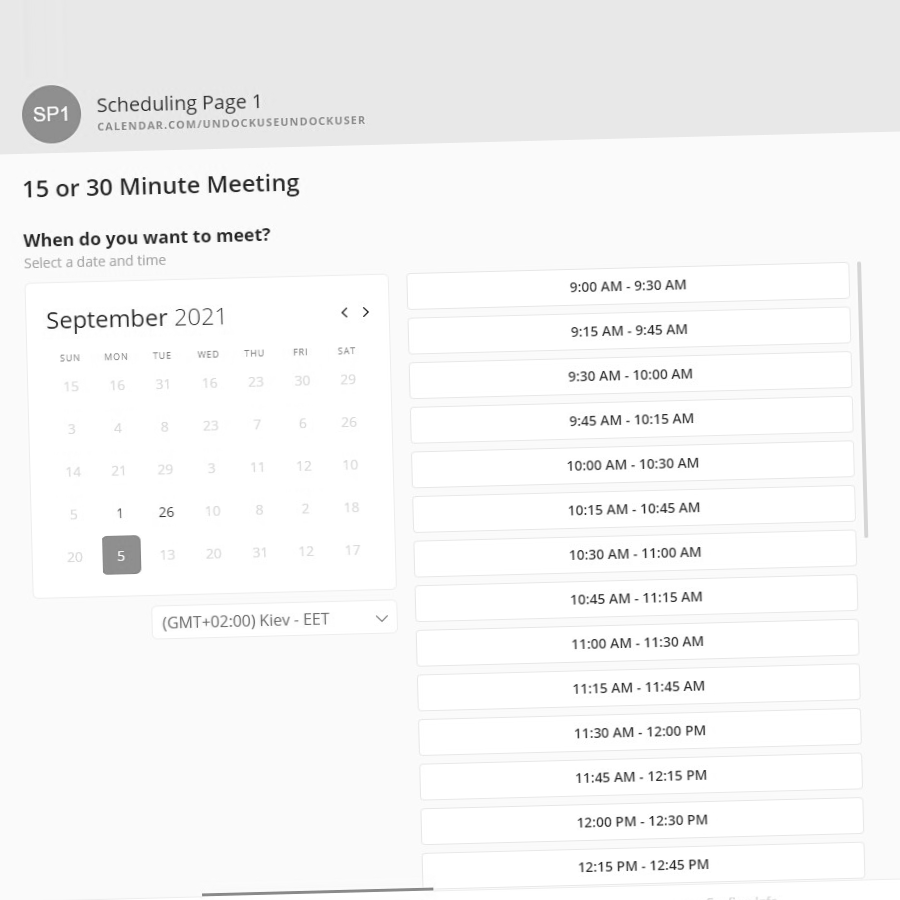 SP1
Scheduling Page 1
CALENDAR.COM/UNDOCKUSEUNDOCKUSER
15 or 30 Minute Meeting
When do you want to meet?
Select a date and time
September 2021
SUN MON TUE WED THU FRI SAT
15 16 31 16 23 30 29
3 4 8 23 7 6 26
14 21 29 3 11 12 10
5 1 26 10 8 2 18
20 5 13 20 31 12 17
(GMT+02:00) Kiev - EET
9:00 AM - 9:30 AM
9:15 AM - 9:45 AM
9:30 AM - 10:00 AM
9:45 AM - 10:15 AM
10:00 AM - 10:30 AM
10:15 AM - 10:45 AM
10:30 AM - 11:00 AM
10:45 AM - 11:15 AM
11:00 AM - 11:30 AM
11:15 AM - 11:45 AM
11:30 AM - 12:00 PM
11:45 AM - 12:15 PM
12:00 PM - 12:30 PM
12:15 PM - 12:45 PM